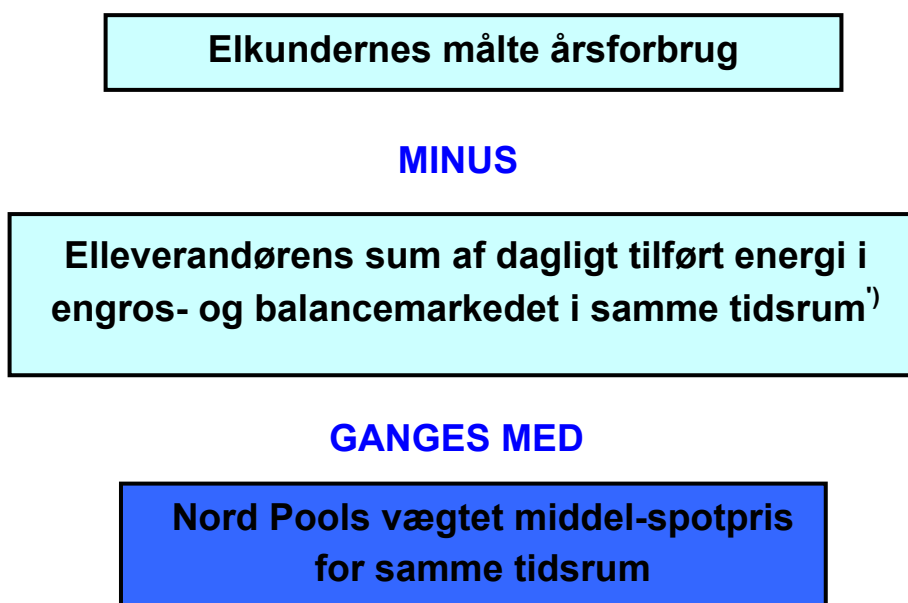 Elkundernes målte årsforbrug
MINUS
Elleverandørens sum af dagligt tilført energi i
engros- og balancemarkedet i samme tidsrum')
GANGES MED
Nord Pools vægtet middel-spotpris
for samme tidsrum